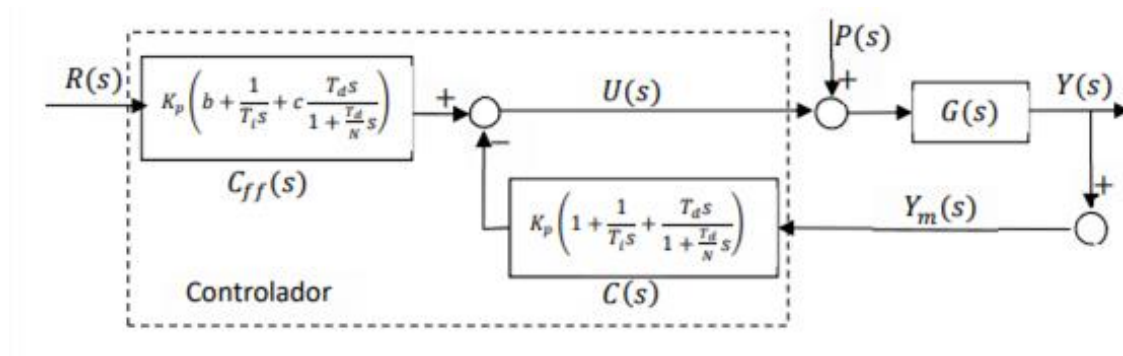 P(s)
R(s)
K_p(b + 1/(T_i s) + c T_d s/(1 + (T_d/N) s))
+
U(s)
+
G(s)
Y(s)
−
C_ff(s)
K_p(1 + 1/(T_i s) + T_d s/(1 + (T_d/N) s))
Y_m(s)
+
Controlador
C(s)